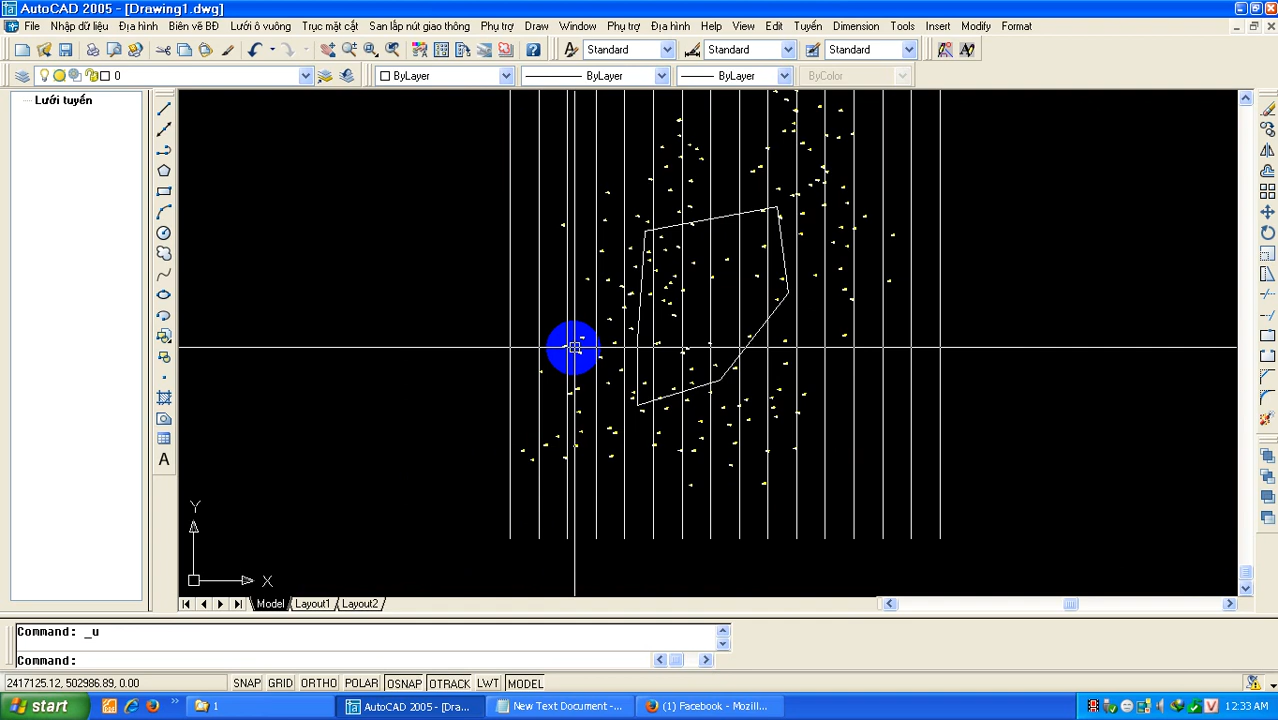 AutoCAD 2005 - [Drawing1.dwg]
File Nhập dữ liệu Địa hình Biên vẽ BĐ Lưới ô vuông Trục mặt cắt San lấp nút giao thông Phụ trợ Draw Window Phụ trợ Địa hình Help View Edit Tuyến Dimension Tools Insert Modify Format
Standard Standard Standard
0 ByLayer ByLayer ByLayer ByColor
Lưới tuyến
Y
X
Model Layout1 Layout2
Command: _u
Command:
2417125.12, 502986.89, 0.00 SNAP GRID ORTHO POLAR OSNAP OTRACK LWT MODEL
start 1 AutoCAD 2005 - [Dra... New Text Document -... (1) Facebook - Mozill... V 12:33 AM